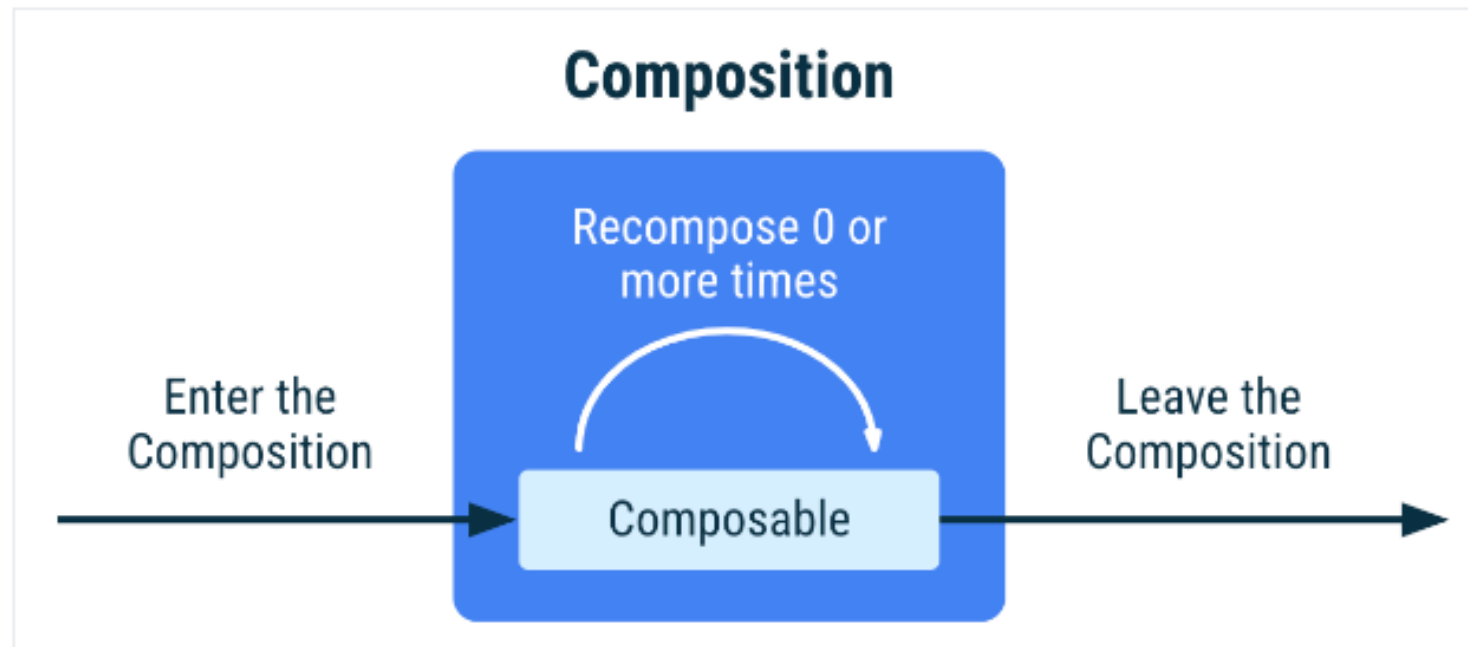 Composition
Recompose 0 or
more times
Enter the
Composition
Composable
Leave the
Composition